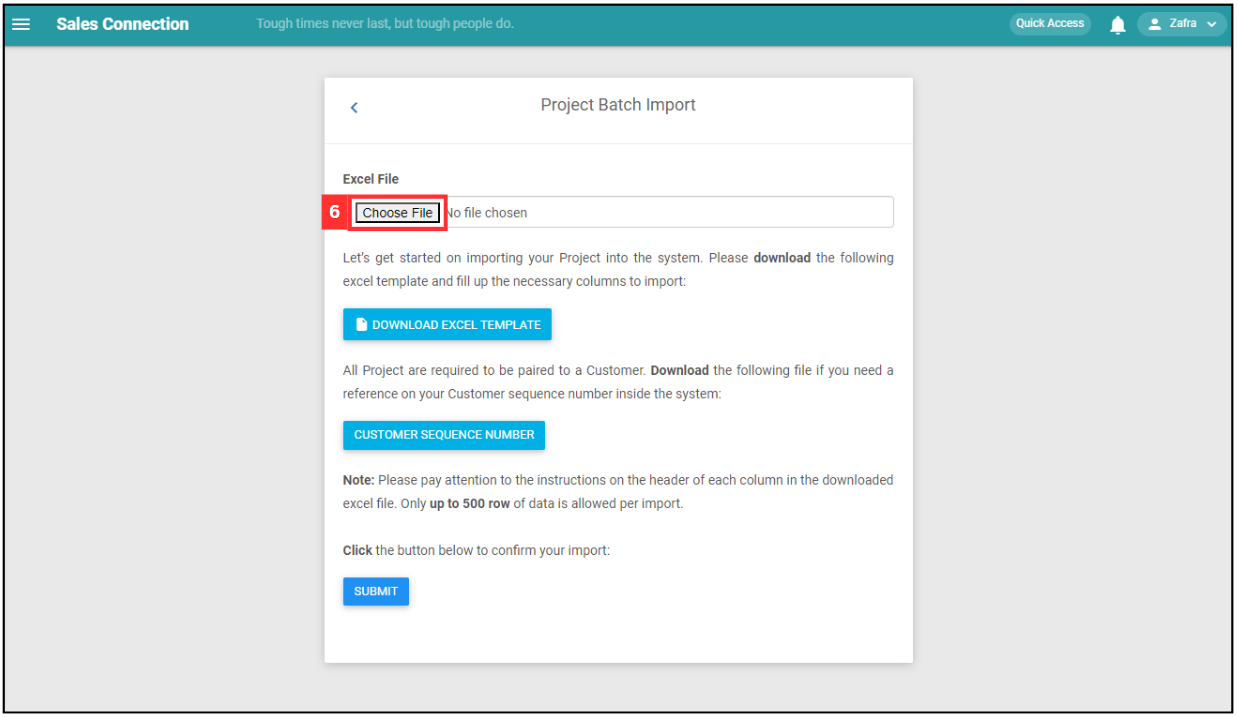 Sales Connection Tough times never last, but tough people do. Quick Access Zafra
Project Batch Import
Excel File
6 Choose File No file chosen
Let's get started on importing your Project into the system. Please download the following
excel template and fill up the necessary columns to import:
DOWNLOAD EXCEL TEMPLATE
All Project are required to be paired to a Customer. Download the following file if you need a
reference on your Customer sequence number inside the system:
CUSTOMER SEQUENCE NUMBER
Note: Please pay attention to the instructions on the header of each column in the downloaded
excel file. Only up to 500 row of data is allowed per import.
Click the button below to confirm your import:
SUBMIT